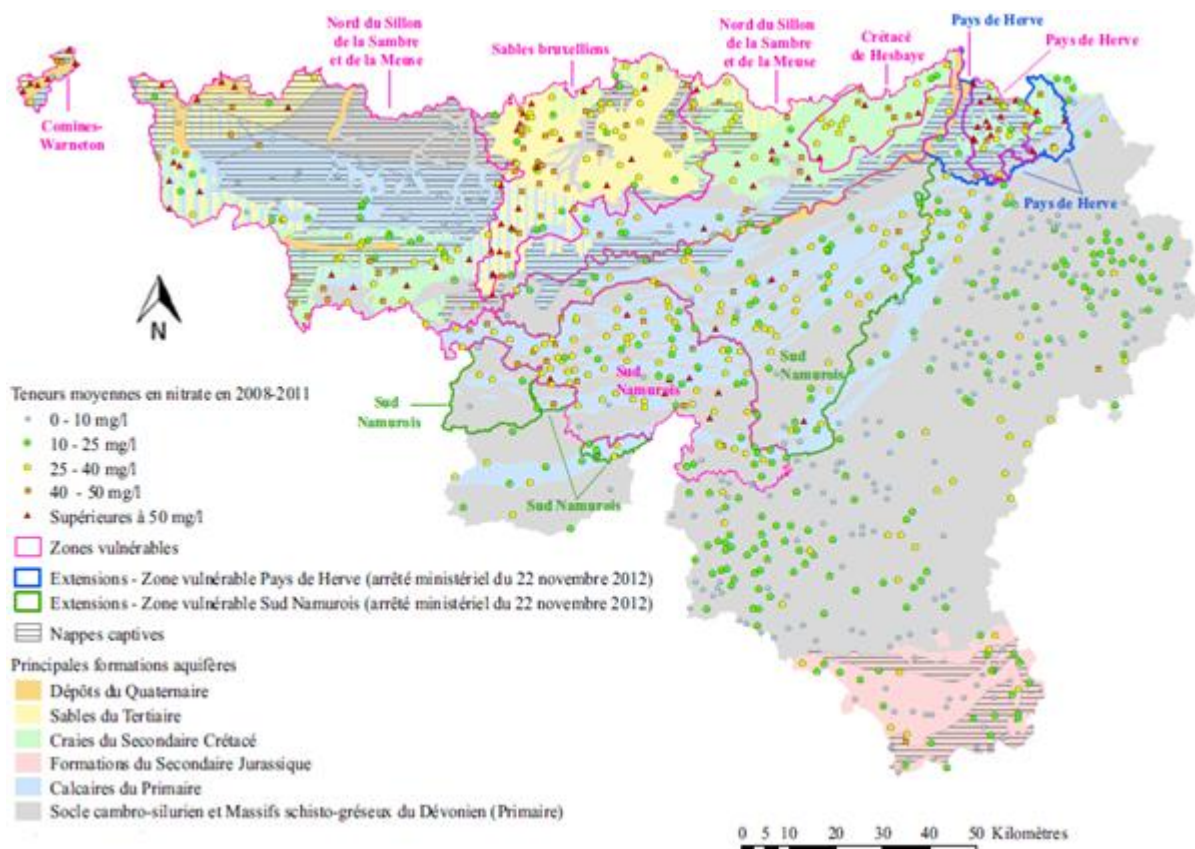 Nord du Sillon
de la Sambre
et de la Meuse
Sables bruxelliens
Nord du Sillon
de la Sambre
et de la Meuse
Crétacé
de Hesbaye
Pays de Herve
Pays de Herve
Comines-
Warneton
Pays de Herve
N
Sud
Namurois
Sud
Namurois
Sud
Namurois
Sud Namurois
Teneurs moyennes en nitrate en 2008-2011
0 - 10 mg/l
10 - 25 mg/l
25 - 40 mg/l
40 - 50 mg/l
Supérieures à 50 mg/l
Zones vulnérables
Extensions - Zone vulnérable Pays de Herve (arrêté ministériel du 22 novembre 2012)
Extensions - Zone vulnérable Sud Namurois (arrêté ministériel du 22 novembre 2012)
Nappes captives
Principales formations aquifères
Dépôts du Quaternaire
Sables du Tertiaire
Craies du Secondaire Crétacé
Formations du Secondaire Jurassique
Calcaires du Primaire
Socle cambro-silurien et Massifs schisto-gréseux du Dévonien (Primaire)
0 5 10 20 30 40 50 Kilomètres